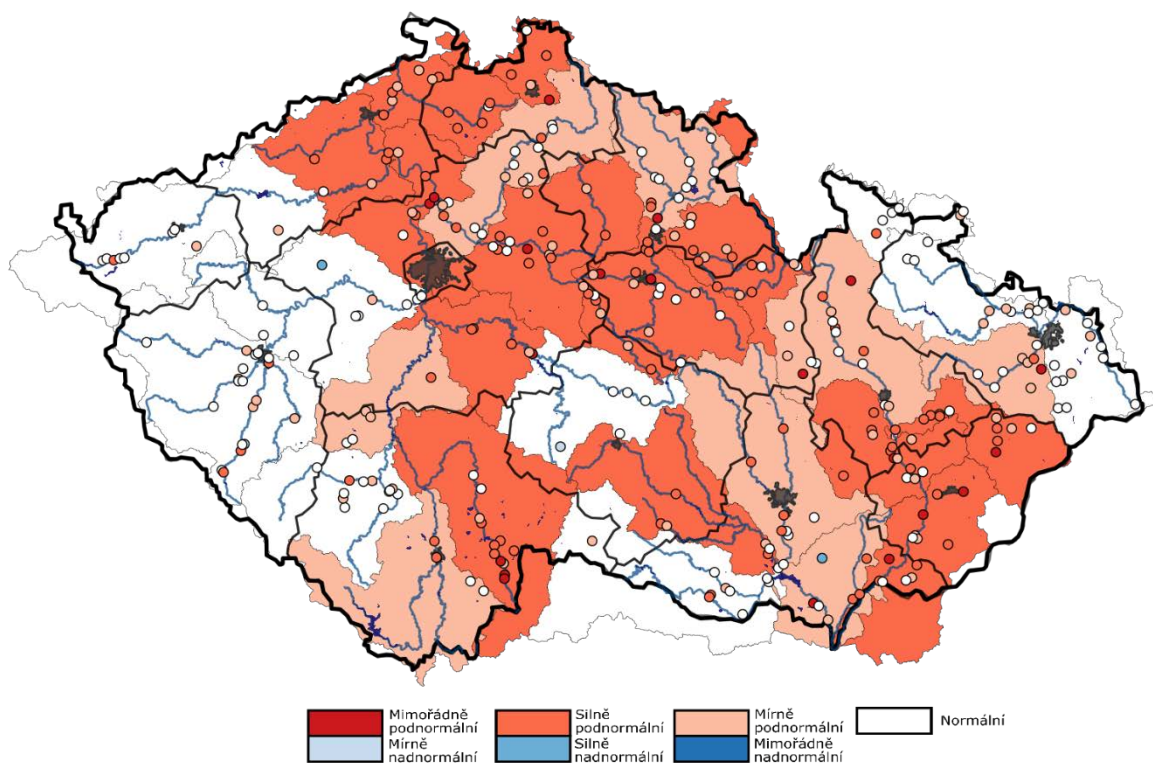 Mimořádně
podnormální
Silně
podnormální
Mírně
podnormální
Normální
Mírně
nadnormální
Silně
nadnormální
Mimořádně
nadnormální